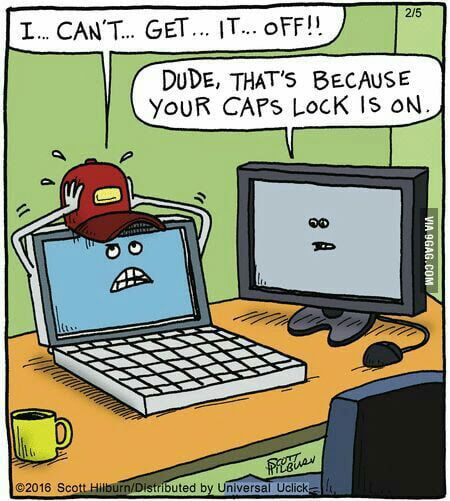 I... CAN'T... GET... IT... OFF!!
2/5
DUDE, THAT'S BECAUSE
YOUR CAPS LOCK IS ON.
VIA 9GAG.COM
SCOTT
HILBURN
©2016 Scott Hilburn/Distributed by Universal Uclick